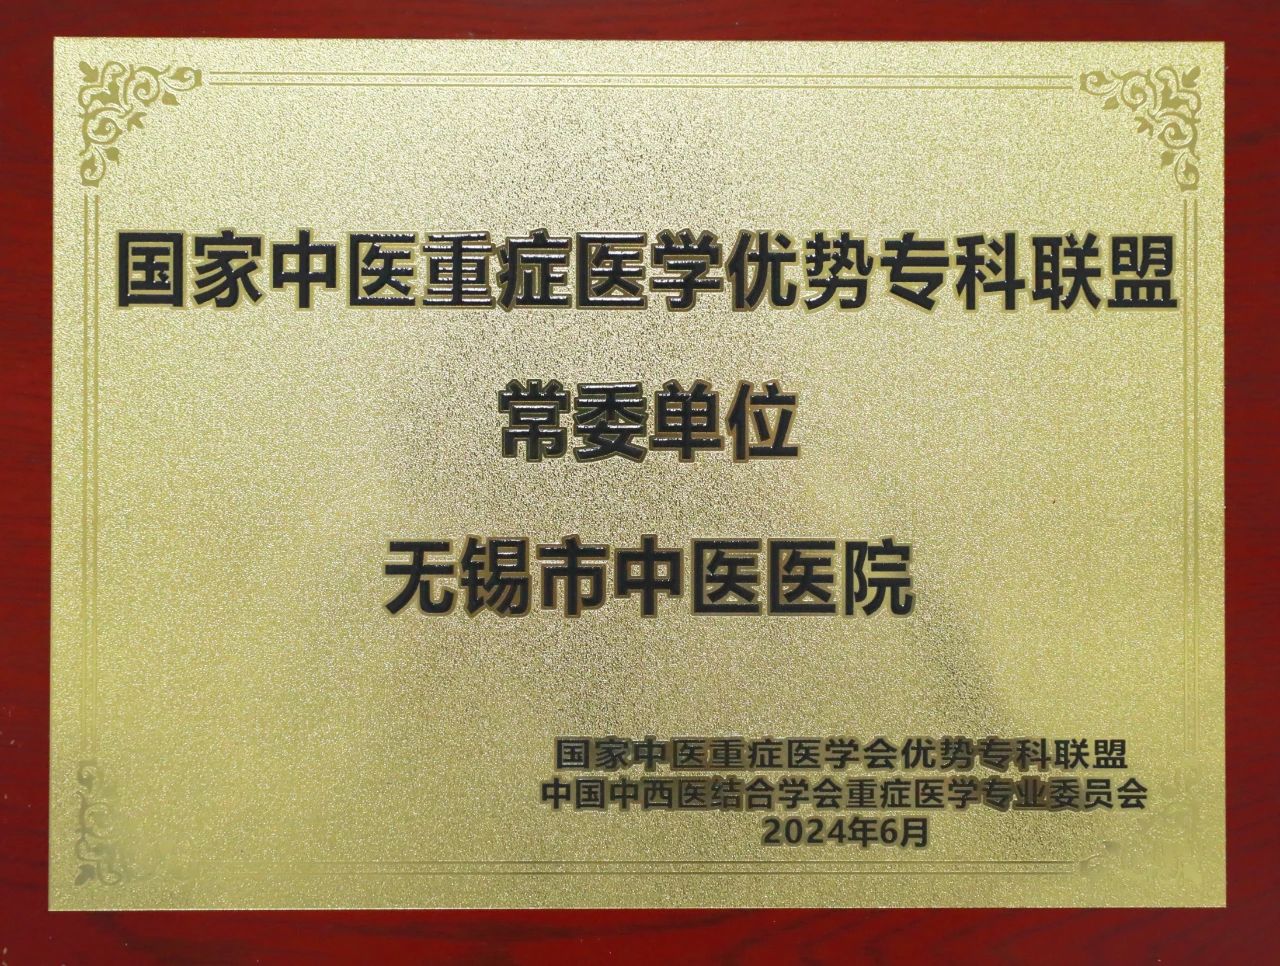 国家中医重症医学优势专科联盟
常委单位
无锡市中医医院
国家中医重症医学会优势专科联盟
中国中西医结合学会重症医学专业委员会
2024年6月